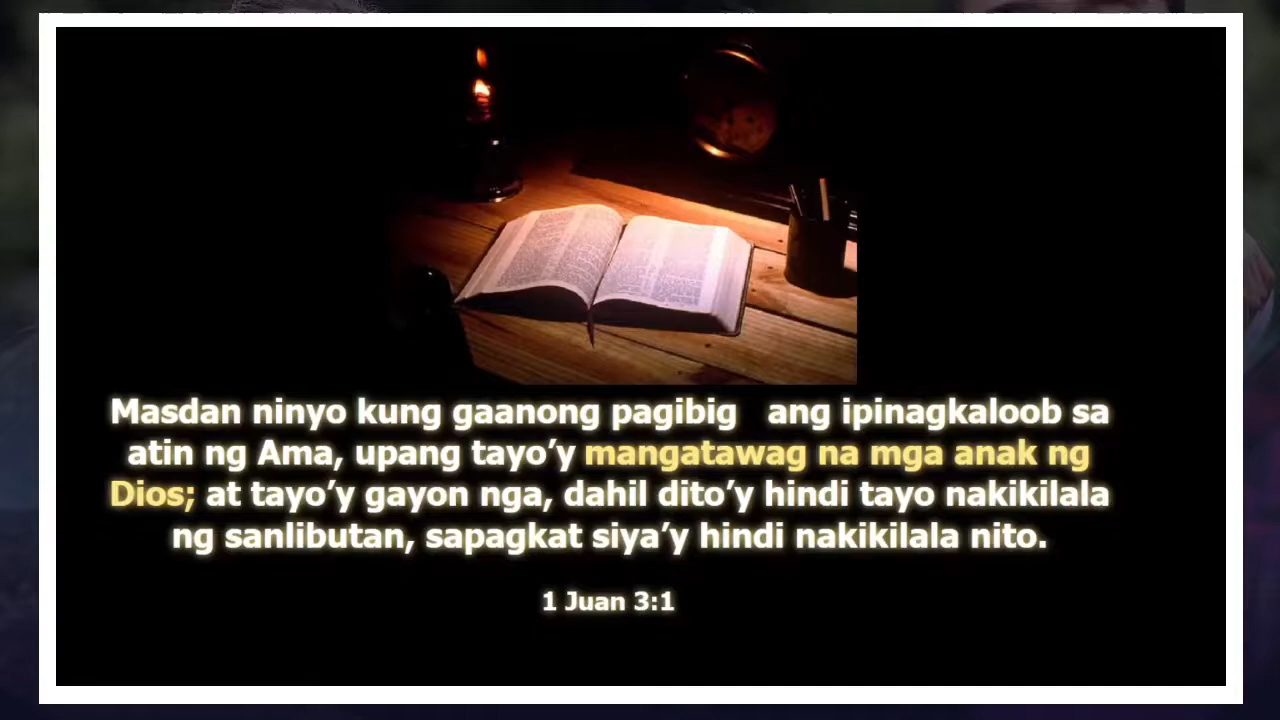 Masdan ninyo kung gaanong pagibig ang ipinagkaloob sa
atin ng Ama, upang tayo’y mangatawag na mga anak ng
Dios; at tayo’y gayon nga, dahil dito’y hindi tayo nakikilala
ng sanlibutan, sapagkat siya’y hindi nakikilala nito.
1 Juan 3:1